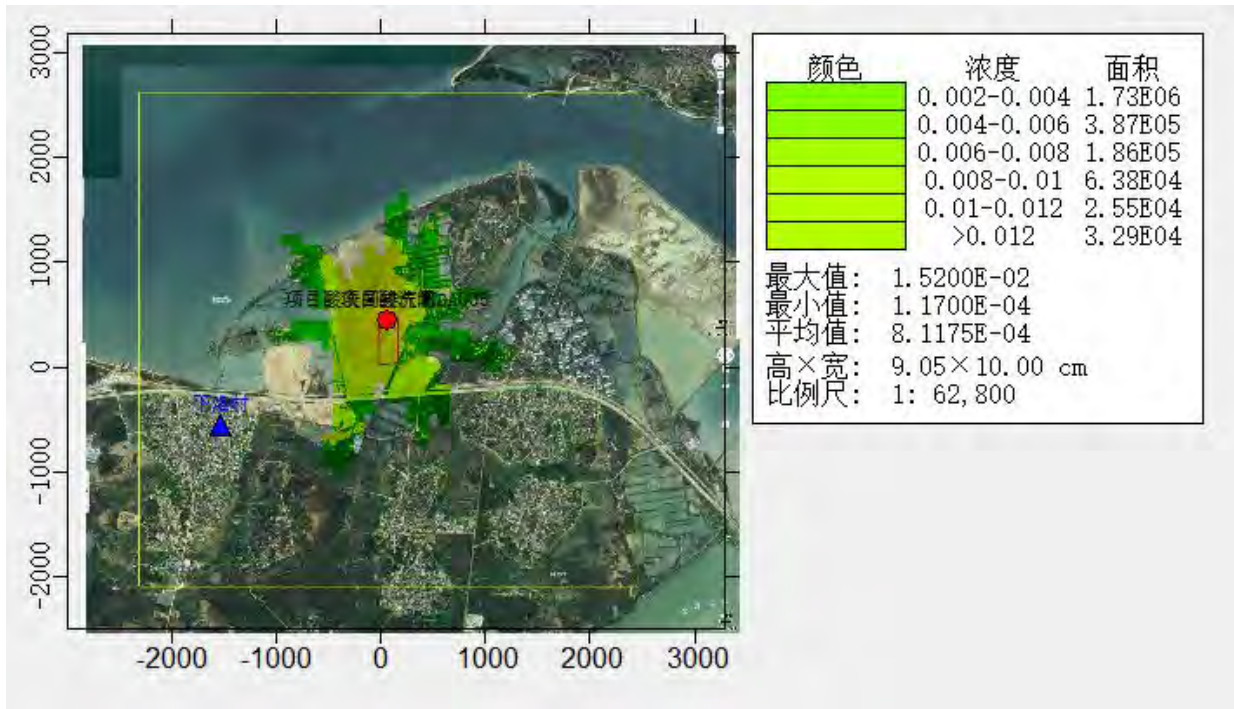 3000
2000
1000
0
-1000
-2000
-2000 -1000 0 1000 2000 3000
颜色 浓度 面积
0.002-0.004 1.73E06
0.004-0.006 3.87E05
0.006-0.008 1.86E05
0.008-0.01 6.38E04
0.01-0.012 2.55E04
>0.012 3.29E04
最大值: 1.5200E-02
最小值: 1.1700E-04
平均值: 8.1175E-04
高×宽: 9.05×10.00 cm
比例尺: 1: 62,800